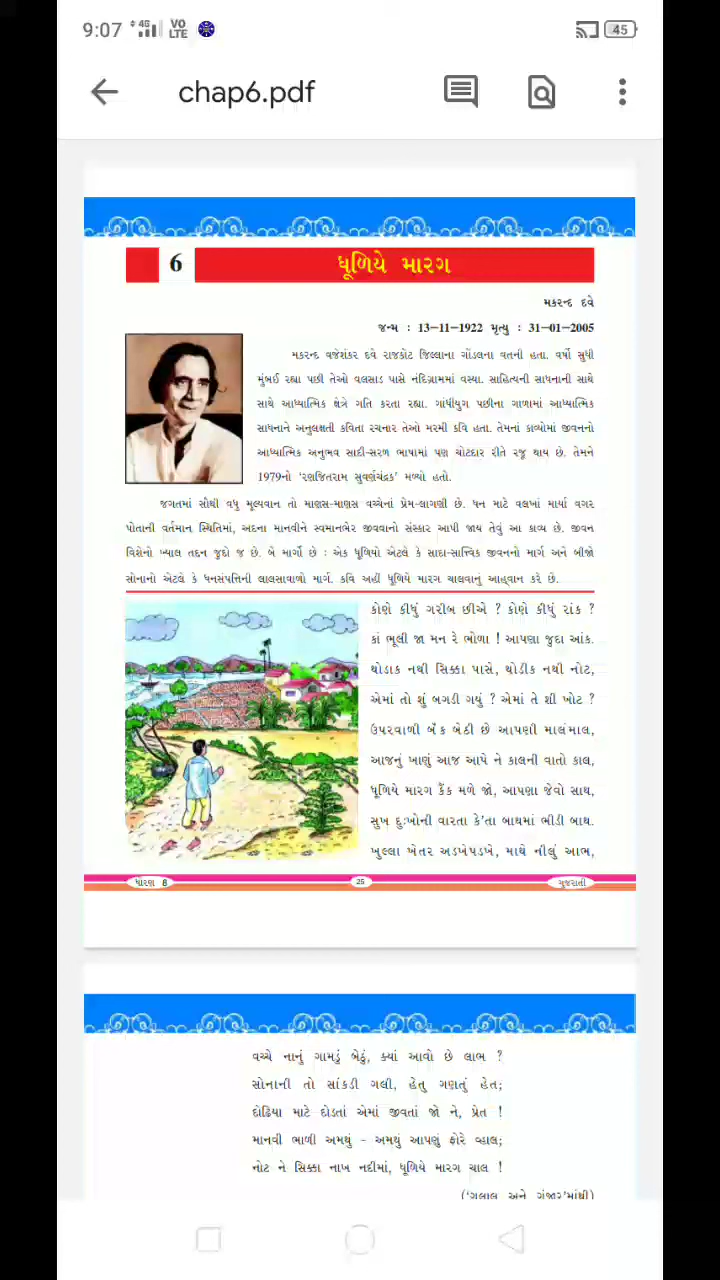 9:07 4G VO LTE 45
chap6.pdf
6 ધૂળિયે મારગ
મકરન્દ દવે
જન્મ : 13-11-1922 મૃત્યુ : 31-01-2005
મકરન્દ વજેશંકર દવે રાજકોટ જિલ્લાના ગોંડલના વતની હતા. વર્ષો સુધી
મુંબઈ રહ્યા પછી તેઓ વલસાડ પાસે નંદિગ્રામમાં વસ્યા. સાહિત્યની સાધનાની સાથે
સાથે આધ્યાત્મિક ક્ષેત્રે ગતિ કરતા રહ્યા. ગાંધીયુગ પછીના ગાળામાં આધ્યાત્મિક
સાધનાને અનુલક્ષતી કવિતા રચનાર તેઓ મરમી કવિ હતા. તેમનાં કાવ્યોમાં જીવનનો
આધ્યાત્મિક અનુભવ સાદી-સરળ ભાષામાં પણ ચોટદાર રીતે રજૂ થાય છે. તેમને
1979નો ‘રણજિતરામ સુવર્ણચંદ્રક’ મળ્યો હતો.
જગતમાં સૌથી વધુ મૂલ્યવાન તો માણસ-માણસ વચ્ચેનાં પ્રેમ-લાગણી છે. ધન માટે વલખાં માર્યા વગર
પોતાની વર્તમાન સ્થિતિમાં, અદના માનવીને સ્વમાનભેર જીવવાનો સંસ્કાર આપી જાય તેવું આ કાવ્ય છે. જીવન
વિશેનો ખ્યાલ તદ્દન જુદો જ છે. બે માર્ગો છે : એક ધૂળિયો એટલે કે સાદા-સાત્ત્વિક જીવનનો માર્ગ અને બીજો
સોનાનો એટલે કે ધનસંપત્તિની લાલસાવાળો માર્ગ. કવિ અહીં ધૂળિયે મારગ ચાલવાનું આહ્‌વાન કરે છે.
કોણે કીધું ગરીબ છીએ ? કોણે કીધું રાંક ?
કાં ભૂલી જા મન રે ભોળા ! આપણા જુદા આંક.
થોડાક નથી સિક્કા પાસે, થોડીક નથી નોટ,
એમાં તો શું બગડી ગયું ? એમાં તે શી ખોટ ?
ઉપરવાળી બૅંક બેઠી છે આપણી માલંમાલ,
આજનું ખાણું આજ આપે ને કાલની વાતો કાલ,
ધૂળિયે મારગ કૈંક મળે જો, આપણા જેવો સાથ,
સુખ દુઃખોની વારતા કે’તા બાથમાં ભીડી બાથ.
ખુલ્લા ખેતર અડખેપડખે, માથે નીલું આભ,
ધોરણ 8 25 ગુજરાતી
વચ્ચે નાનું ગામડું બેઠું, ક્યાં આવો છે લાભ ?
સોનાની તો સાંકડી ગલી, હેતુ ગણતું હેત;
દોઢિયા માટે દોડતાં એમાં જીવતાં જો ને, પ્રેત !
માનવી ભાળી અમથું - અમથું આપણું ફોરે વ્હાલ;
નોટ ને સિક્કા નાખ નદીમાં, ધૂળિયે મારગ ચાલ !
(‘ગુલાલ અને ગુંજાર’માંથી)